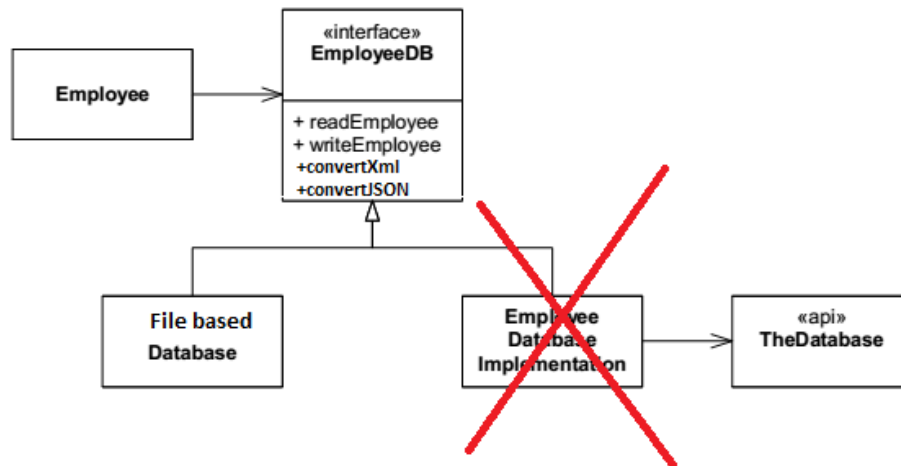 «interface»
EmployeeDB
Employee
+ readEmployee
+ writeEmployee
+convertXml
+convertJSON
File based
Database
Employee
Database
Implementation
«api»
TheDatabase